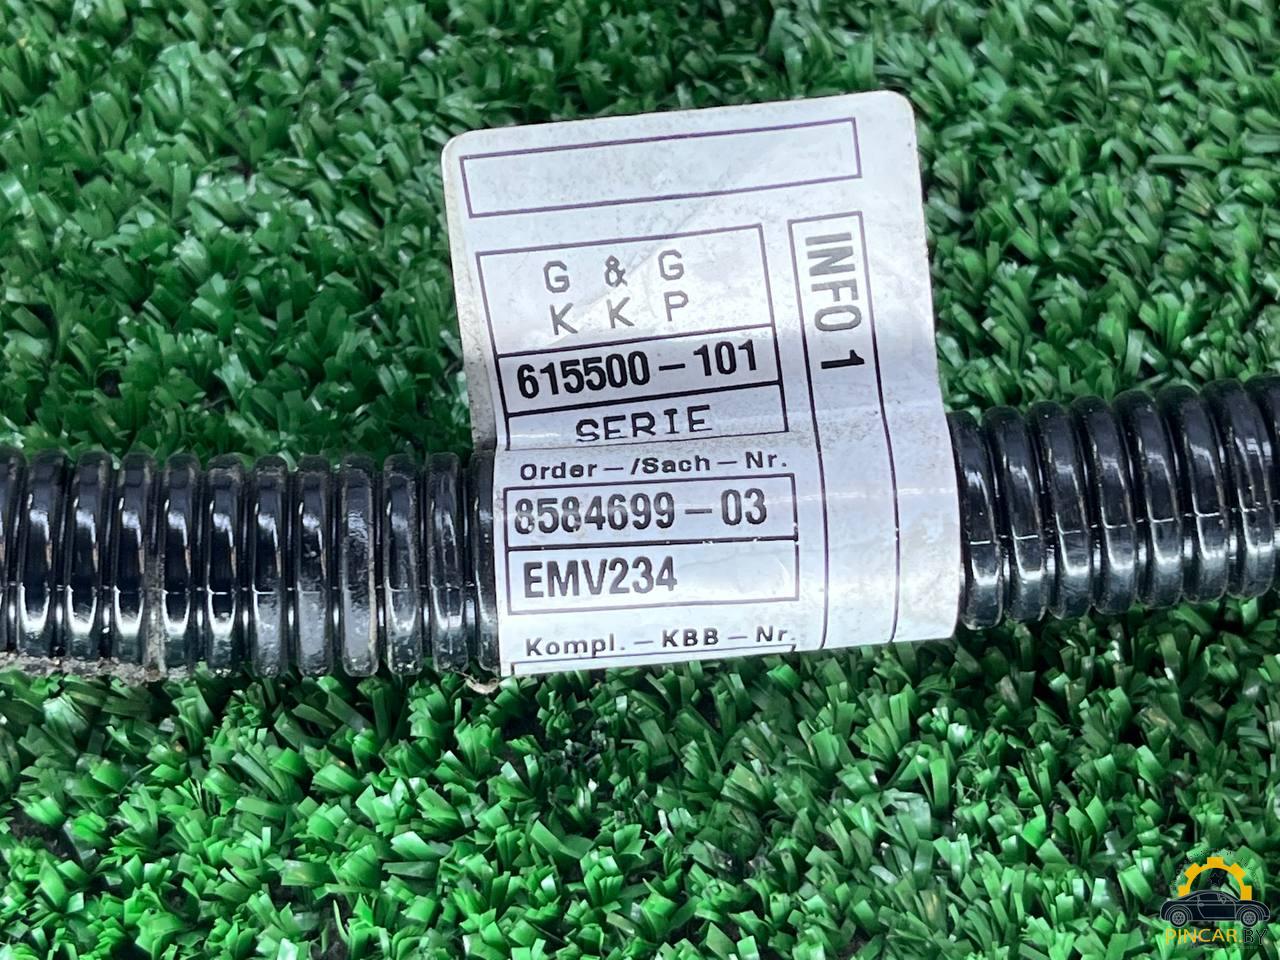 G & G
K K P
615500-101
SERIE
Order-/Sach-Nr.
8584699-03
EMV234
Kompl.-KBB-Nr.
INFO 1
PINCAR.BY